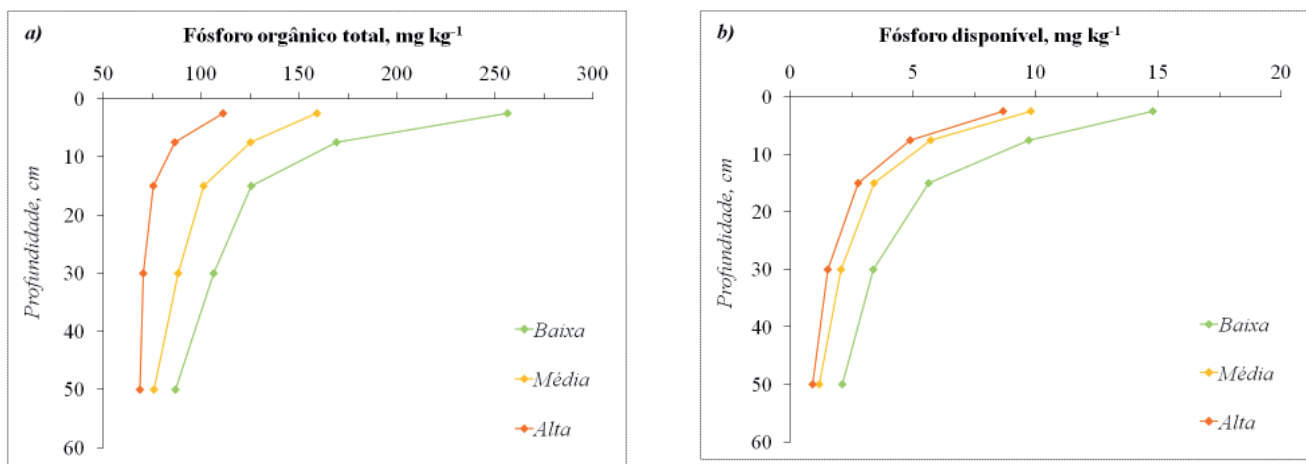 a)
Fósforo orgânico total, mg kg⁻¹
50 100 150 200 250 300
0
10
20
30
40
50
60
Profundidade, cm
Baixa
Média
Alta
b)
Fósforo disponível, mg kg⁻¹
0 5 10 15 20
0
10
20
30
40
50
60
Profundidade, cm
Baixa
Média
Alta